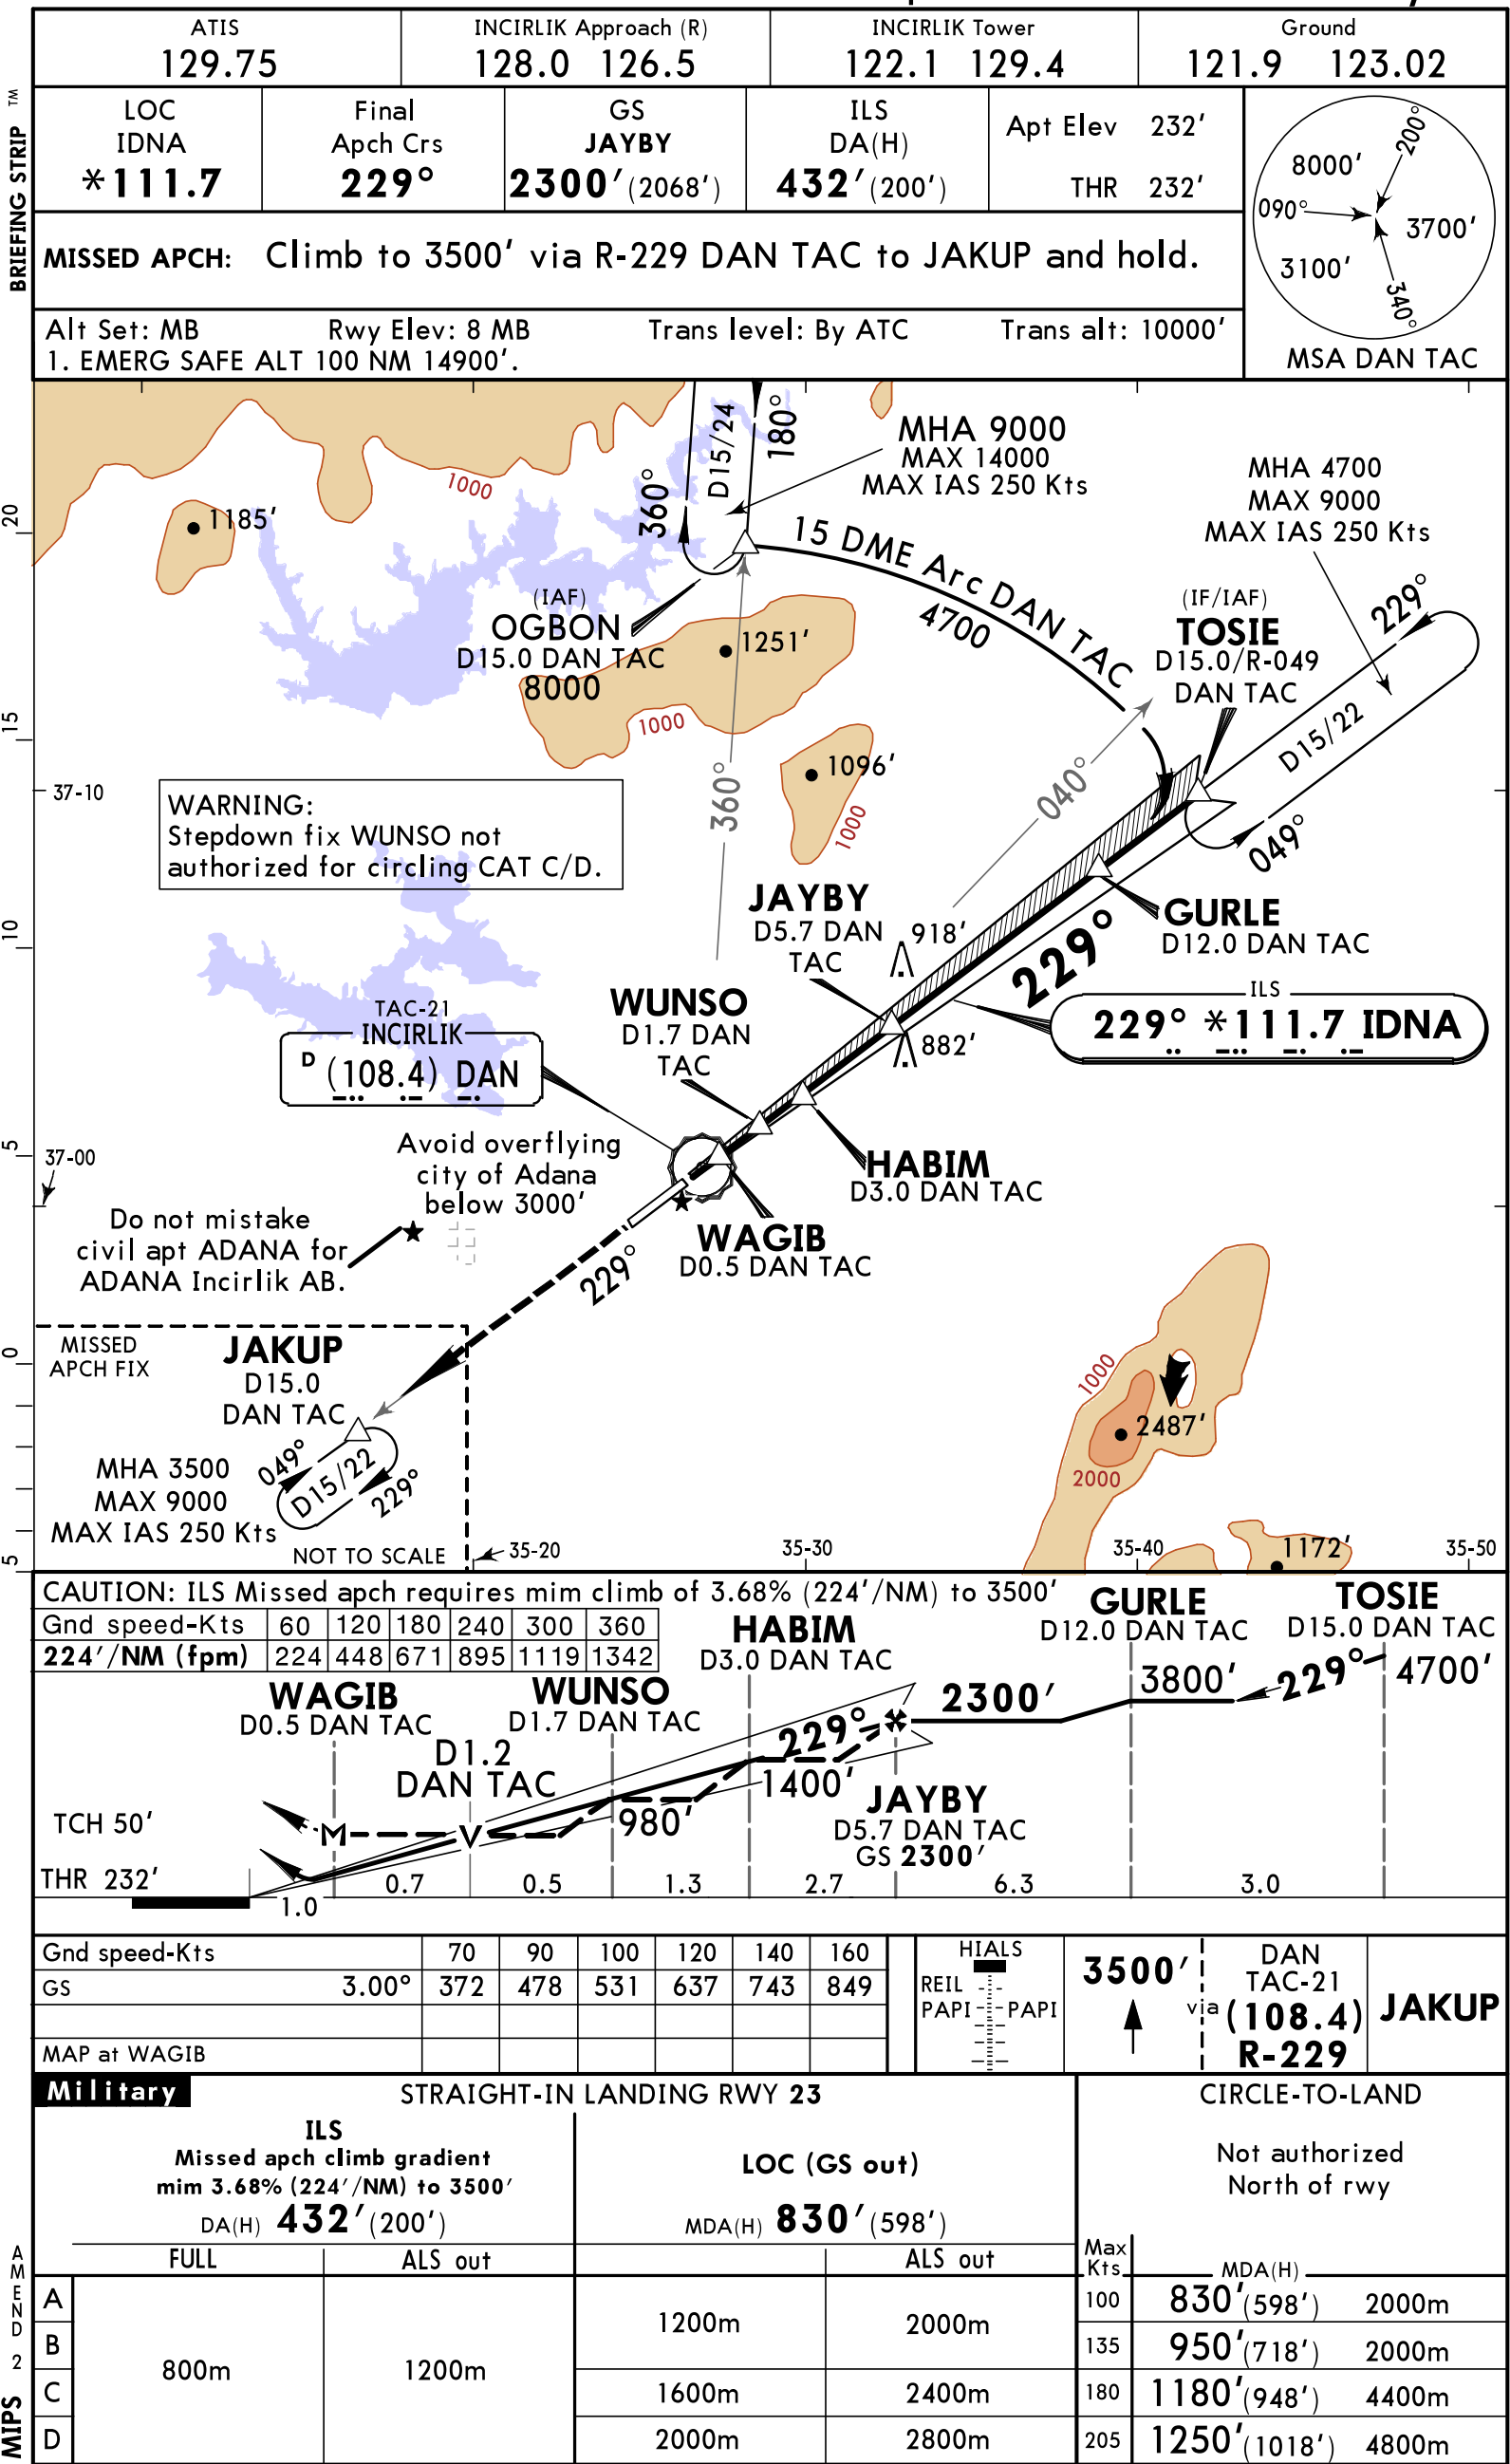 ATIS
129.75
INCIRLIK Approach (R)
128.0 126.5
INCIRLIK Tower
122.1 129.4
Ground
121.9 123.02
BRIEFING STRIP TM
LOC
IDNA
*111.7
Final
Apch Crs
229°
GS
JAYBY
2300'(2068')
ILS
DA(H)
432'(200')
Apt Elev 232'
THR 232'
MISSED APCH: Climb to 3500' via R-229 DAN TAC to JAKUP and hold.
Alt Set: MB Rwy Elev: 8 MB Trans level: By ATC Trans alt: 10000'
1. EMERG SAFE ALT 100 NM 14900'.
200°
8000'
090°
3700'
3100'
340°
MSA DAN TAC
D15/24
180°
360°
MHA 9000
MAX 14000
MAX IAS 250 Kts
MHA 4700
MAX 9000
MAX IAS 250 Kts
1000
1185'
20
15 DME Arc DAN TAC
4700
(IAF)
OGBON
D15.0 DAN TAC
8000
1251'
1000
(IF/IAF)
TOSIE
D15.0/R-049
DAN TAC
229°
D15/22
049°
15
1096'
1000
360°
040°
37-10
WARNING:
Stepdown fix WUNSO not
authorized for circling CAT C/D.
JAYBY
D5.7 DAN
TAC
918'
GURLE
D12.0 DAN TAC
229°
10
ILS
229° *111.7 IDNA
882'
WUNSO
D1.7 DAN
TAC
TAC-21
INCIRLIK
D (108.4) DAN
HABIM
D3.0 DAN TAC
5
37-00
Avoid overflying
city of Adana
below 3000'
WAGIB
D0.5 DAN TAC
Do not mistake
civil apt ADANA for
ADANA Incirlik AB.
229°
0
MISSED
APCH FIX
JAKUP
D15.0
DAN TAC
049°
D15/22
229°
MHA 3500
MAX 9000
MAX IAS 250 Kts
NOT TO SCALE
1000
2487'
2000
1172'
5
35-20
35-30
35-40
35-50
CAUTION: ILS Missed apch requires mim climb of 3.68% (224'/NM) to 3500'
Gnd speed-Kts 60 120 180 240 300 360
224'/NM (fpm) 224 448 671 895 1119 1342
WAGIB
D0.5 DAN TAC
D1.2
DAN TAC
WUNSO
D1.7 DAN TAC
HABIM
D3.0 DAN TAC
GURLE
D12.0 DAN TAC
TOSIE
D15.0 DAN TAC
2300'
3800'
229°
4700'
229°
1400'
980'
JAYBY
D5.7 DAN TAC
GS 2300'
TCH 50'
M
V
THR 232'
1.0
0.7
0.5
1.3
2.7
6.3
3.0
Gnd speed-Kts 70 90 100 120 140 160
GS 3.00° 372 478 531 637 743 849
MAP at WAGIB
HIALS
REIL
PAPI PAPI
3500'
via
DAN
TAC-21
(108.4)
R-229
JAKUP
Military
STRAIGHT-IN LANDING RWY 23
CIRCLE-TO-LAND
ILS
Missed apch climb gradient
mim 3.68% (224'/NM) to 3500'
DA(H) 432'(200')
LOC (GS out)
MDA(H) 830'(598')
Not authorized
North of rwy
FULL
ALS out
ALS out
Max
Kts
MDA(H)
A
B
C
D
800m
1200m
1200m 2000m
1600m 2400m
2000m 2800m
100 830'(598') 2000m
135 950'(718') 2000m
180 1180'(948') 4400m
205 1250'(1018') 4800m
AMEND 2
MIPS